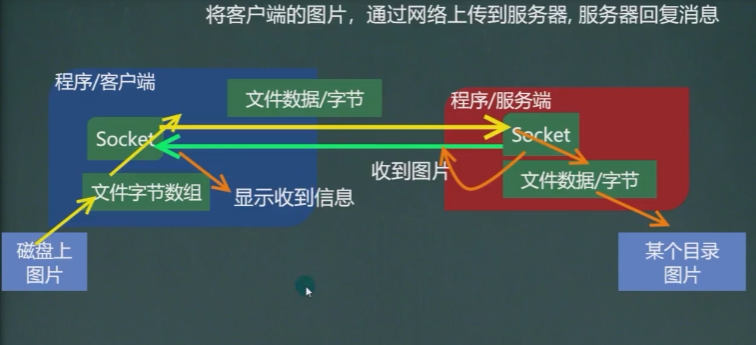 将客户端的图片，通过网络上传到服务器, 服务器回复消息
程序/客户端
文件数据/字节
程序/服务端
Socket
Socket
收到图片
文件数据/字节
文件字节数组
显示收到信息
磁盘上
图片
某个目录
图片